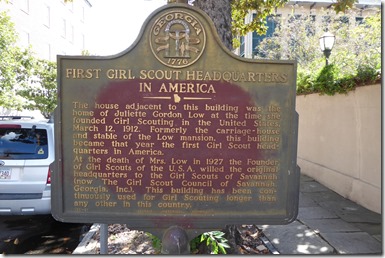 GEORGIA
1776
FIRST GIRL SCOUT HEADQUARTERS
IN AMERICA
The house adjacent to this building was the
home of Juliette Gordon Low at the time she
founded Girl Scouting in the United States,
March 12, 1912. Formerly the carriage-house
and stable of the Low mansion, this building
became that year the first Girl Scout head-
quarters in America.
At the death of Mrs. Low in 1927 the Founder
of Girl Scouts of the U.S.A. willed the original
headquarters to the Girl Scouts of Savannah
(now The Girl Scout Council of Savannah,
Georgia, Inc.). This building has been con-
tinuously used for Girl Scouting longer than
any other in this country.